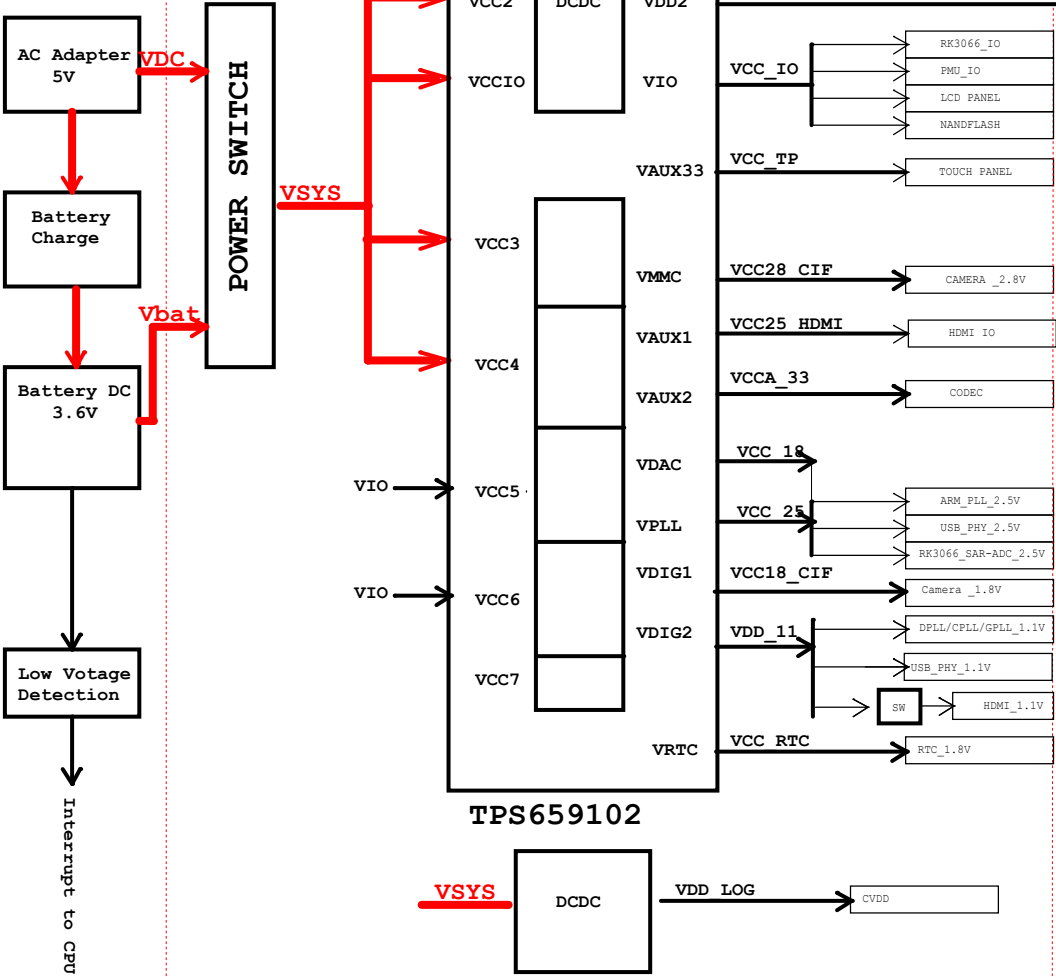 VCC2
DCDC
VDD2
AC Adapter
5V
VDC
POWER SWITCH
VCCIO
VIO
VCC_IO
RK3066_IO
PMU_IO
LCD PANEL
NANDFLASH
VAUX33
VCC_TP
TOUCH PANEL
Battery
Charge
VSYS
VCC3
VMMC
VCC28_CIF
CAMERA _2.8V
Vbat
VAUX1
VCC25_HDMI
HDMI IO
VCC4
Battery DC
3.6V
VAUX2
VCCA_33
CODEC
VDAC
VCC_18
VIO
VCC5
VPLL
VCC_25
ARM_PLL_2.5V
USB_PHY_2.5V
RK3066_SAR-ADC_2.5V
VDIG1
VCC18_CIF
Camera _1.8V
VIO
VCC6
VDIG2
VDD_11
DPLL/CPLL/GPLL_1.1V
USB_PHY_1.1V
Low Votage
Detection
VCC7
SW
HDMI_1.1V
VRTC
VCC_RTC
RTC_1.8V
TPS659102
Interrupt to CPU
VSYS
DCDC
VDD_LOG
CVDD